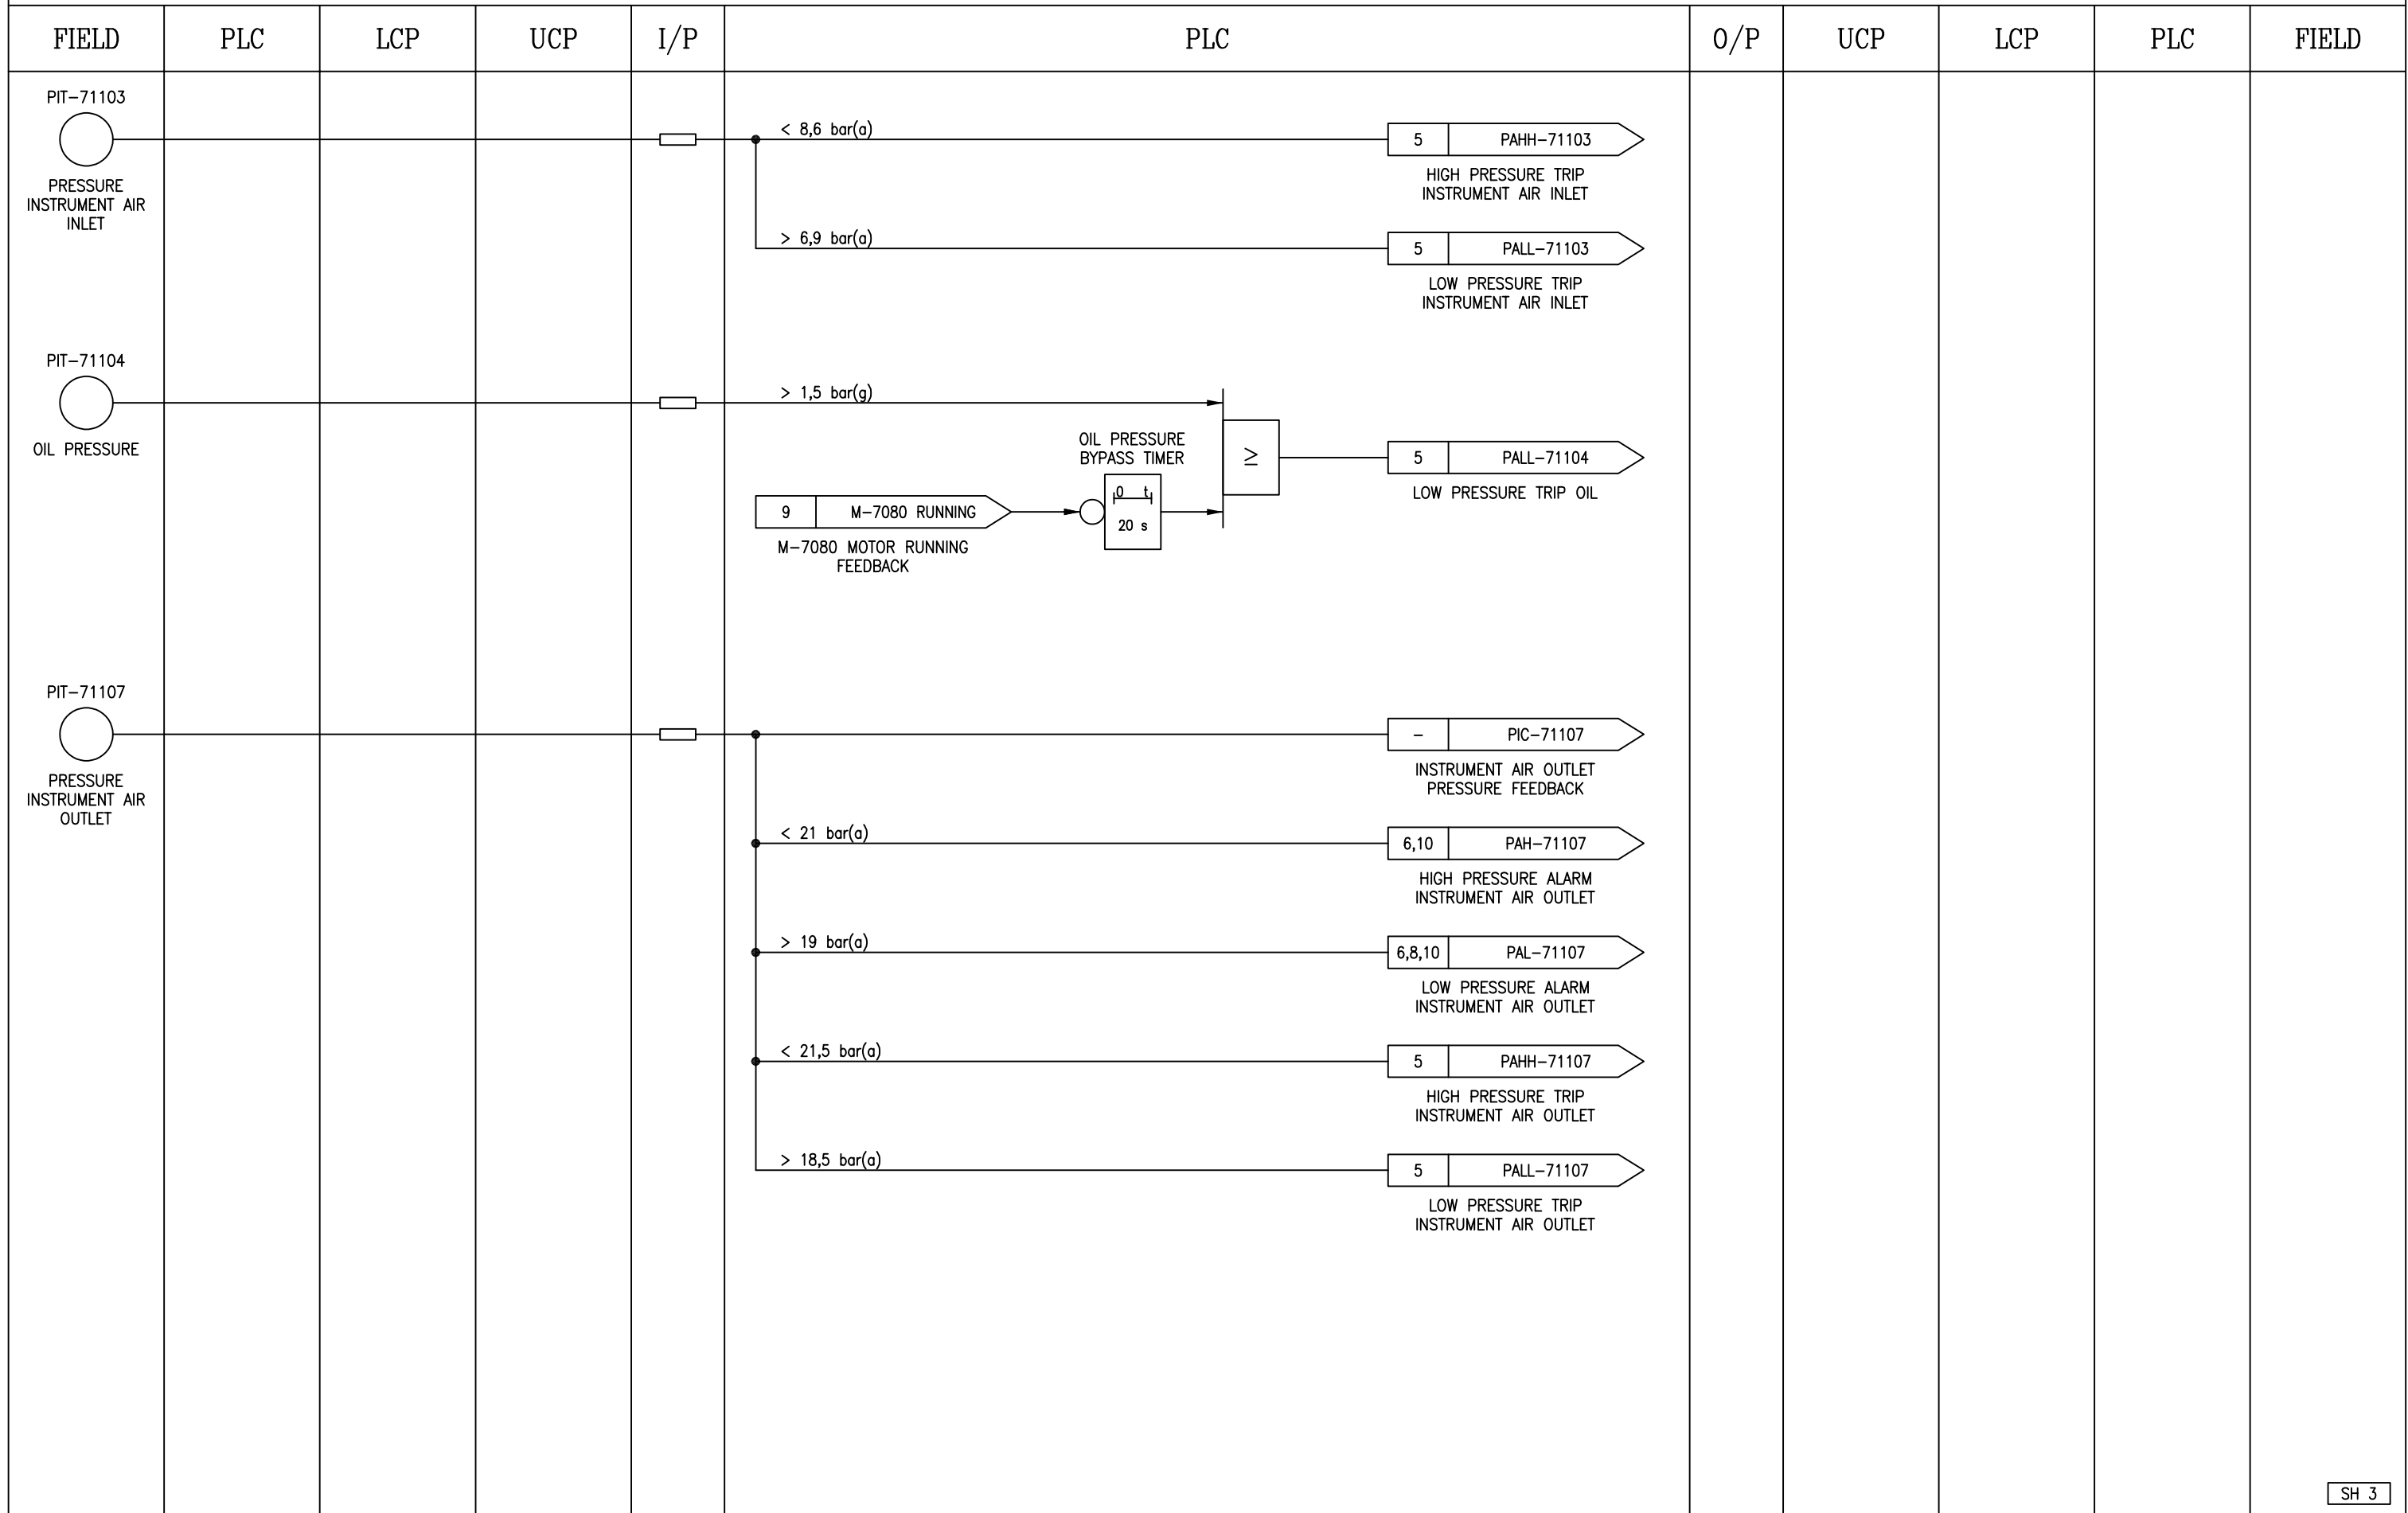 FIELD
PLC
LCP
UCP
I/P
PLC
O/P
UCP
LCP
PLC
FIELD
PIT-71103
PRESSURE
INSTRUMENT AIR
INLET
< 8,6 bar(a)
5 PAHH-71103
HIGH PRESSURE TRIP
INSTRUMENT AIR INLET
> 6,9 bar(a)
5 PALL-71103
LOW PRESSURE TRIP
INSTRUMENT AIR INLET
PIT-71104
OIL PRESSURE
> 1,5 bar(g)
OIL PRESSURE
BYPASS TIMER
0 t
20 s
≥
9 M-7080 RUNNING
M-7080 MOTOR RUNNING
FEEDBACK
5 PALL-71104
LOW PRESSURE TRIP OIL
PIT-71107
PRESSURE
INSTRUMENT AIR
OUTLET
- PIC-71107
INSTRUMENT AIR OUTLET
PRESSURE FEEDBACK
< 21 bar(a)
6,10 PAH-71107
HIGH PRESSURE ALARM
INSTRUMENT AIR OUTLET
> 19 bar(a)
6,8,10 PAL-71107
LOW PRESSURE ALARM
INSTRUMENT AIR OUTLET
< 21,5 bar(a)
5 PAHH-71107
HIGH PRESSURE TRIP
INSTRUMENT AIR OUTLET
> 18,5 bar(a)
5 PALL-71107
LOW PRESSURE TRIP
INSTRUMENT AIR OUTLET
SH 3